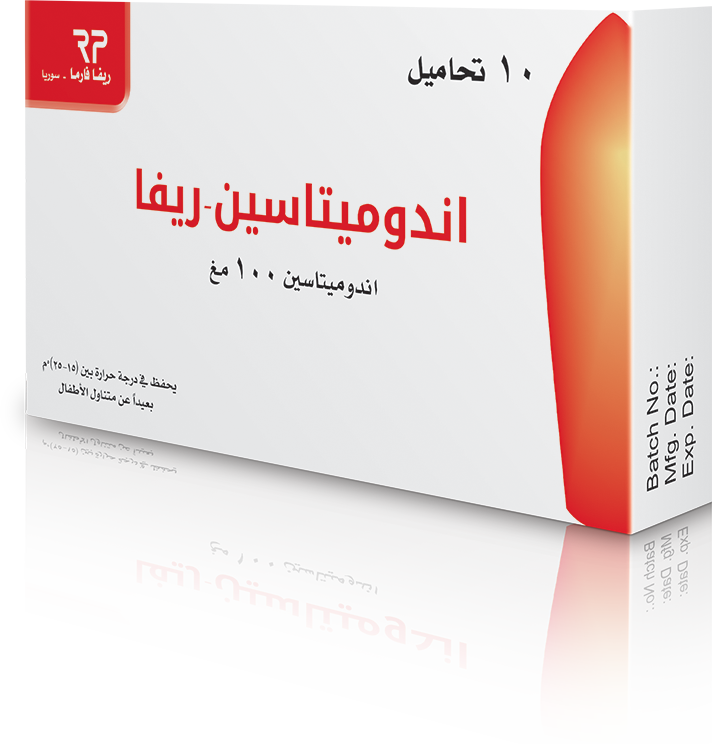 RP
ريفا فارما - سوريا
١٠ تحاميل
اندوميتاسين-ريفا
اندوميتاسين ١٠٠ مغ
يحفظ في درجة حرارة بين (١٥-٢٥)°م
بعيداً عن متناول الأطفال
Batch No.:
Mfg. Date:
Exp. Date: